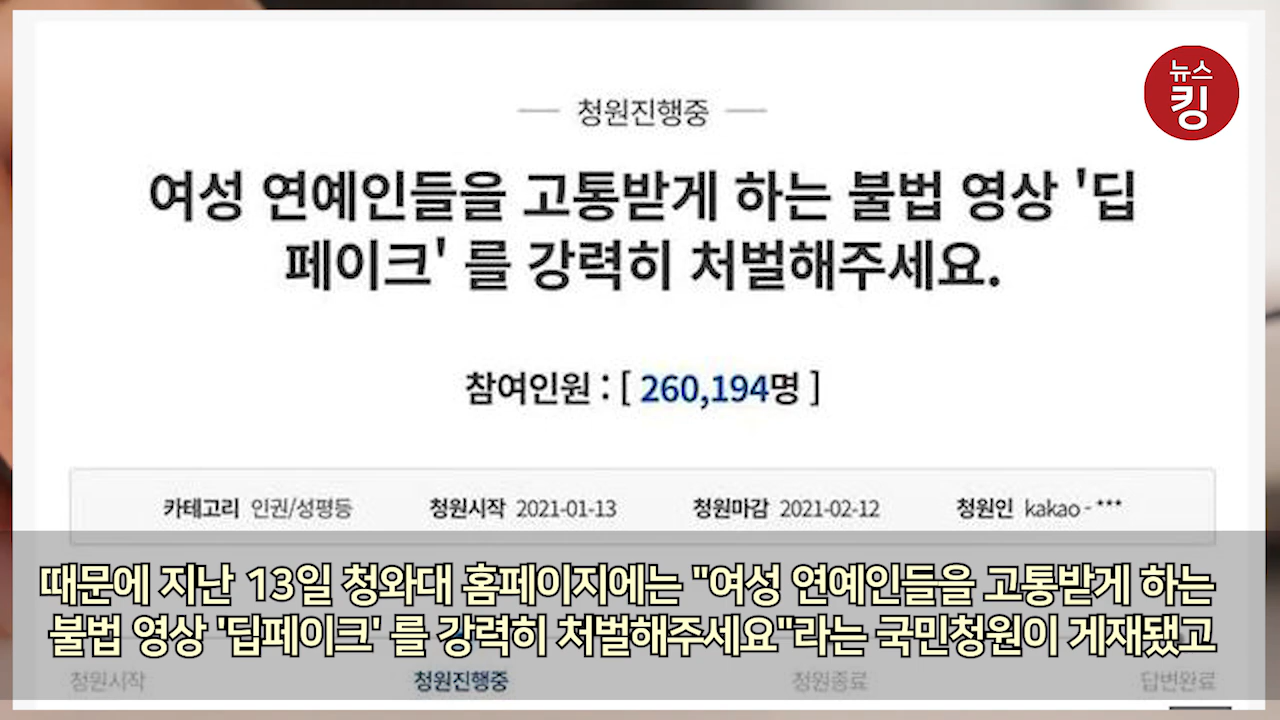 뉴스
킹
청원진행중
여성 연예인들을 고통받게 하는 불법 영상 '딥
페이크' 를 강력히 처벌해주세요.
참여인원 : [ 260,194명 ]
카테고리 인권/성평등 청원시작 2021-01-13 청원마감 2021-02-12 청원인 kakao - ***
때문에 지난 13일 청와대 홈페이지에는 "여성 연예인들을 고통받게 하는
불법 영상 '딥페이크' 를 강력히 처벌해주세요"라는 국민청원이 게재됐고
청원시작 청원진행중 청원종료 답변완료